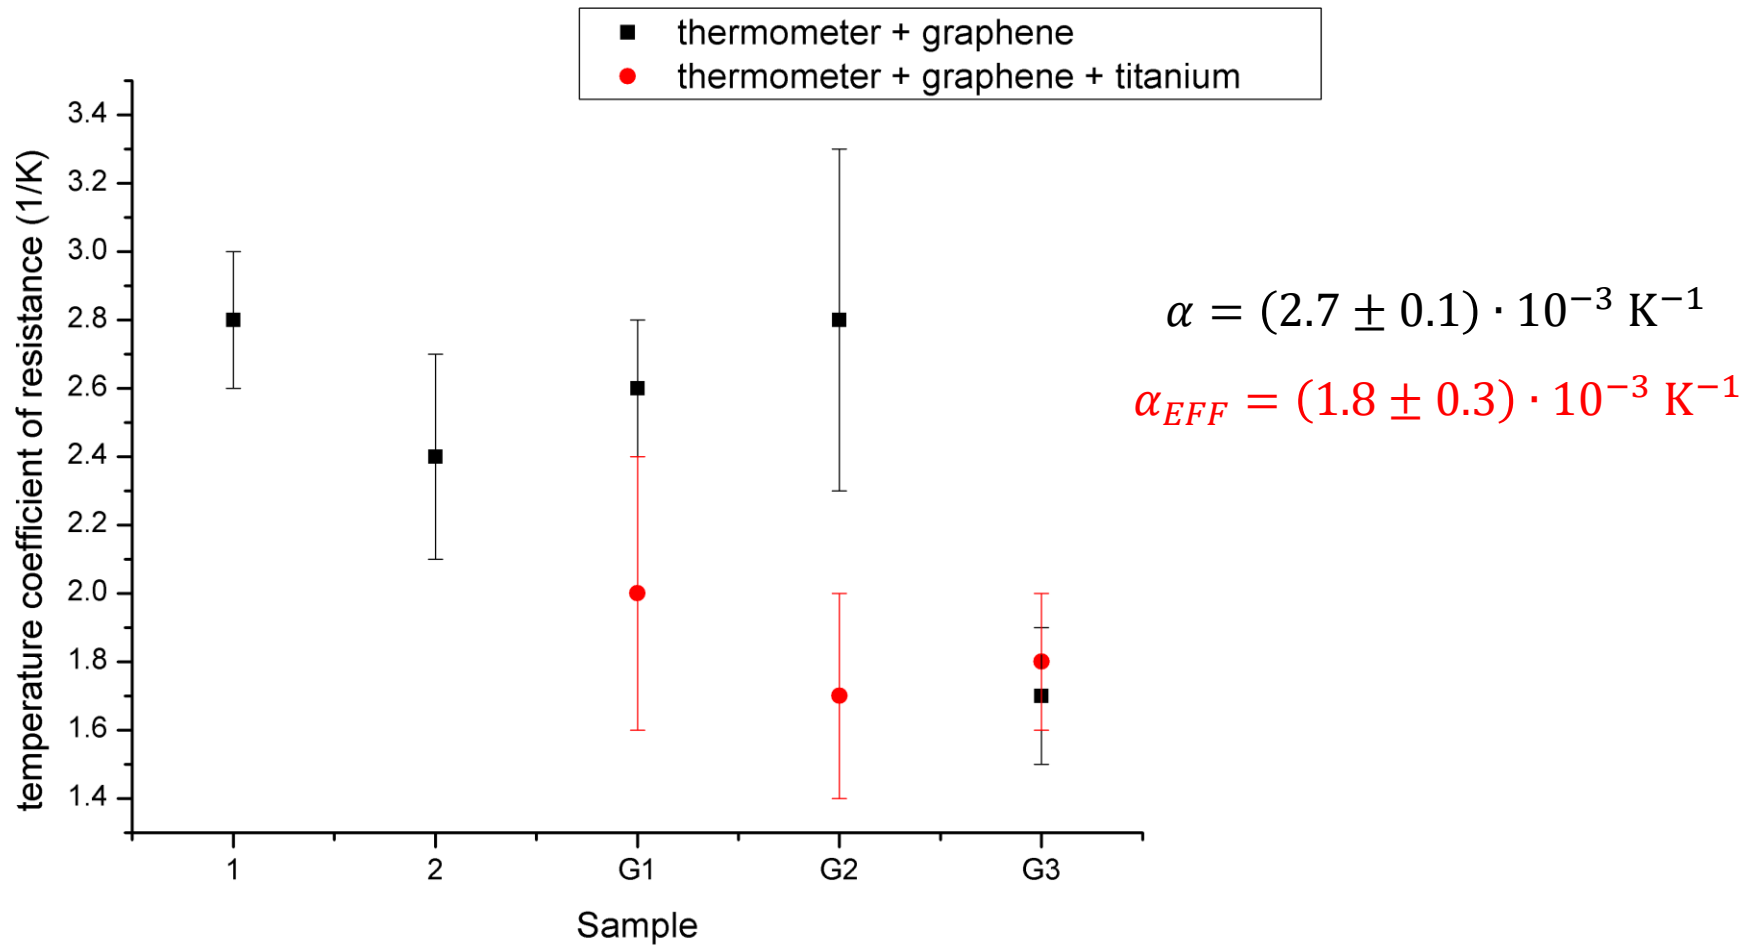 thermometer + graphene
thermometer + graphene + titanium
temperature coefficient of resistance (1/K)
3.4
3.2
3.0
2.8
2.6
2.4
2.2
2.0
1.8
1.6
1.4
1 2 G1 G2 G3
Sample
α = (2.7 ± 0.1) · 10⁻³ K⁻¹
α_EFF = (1.8 ± 0.3) · 10⁻³ K⁻¹